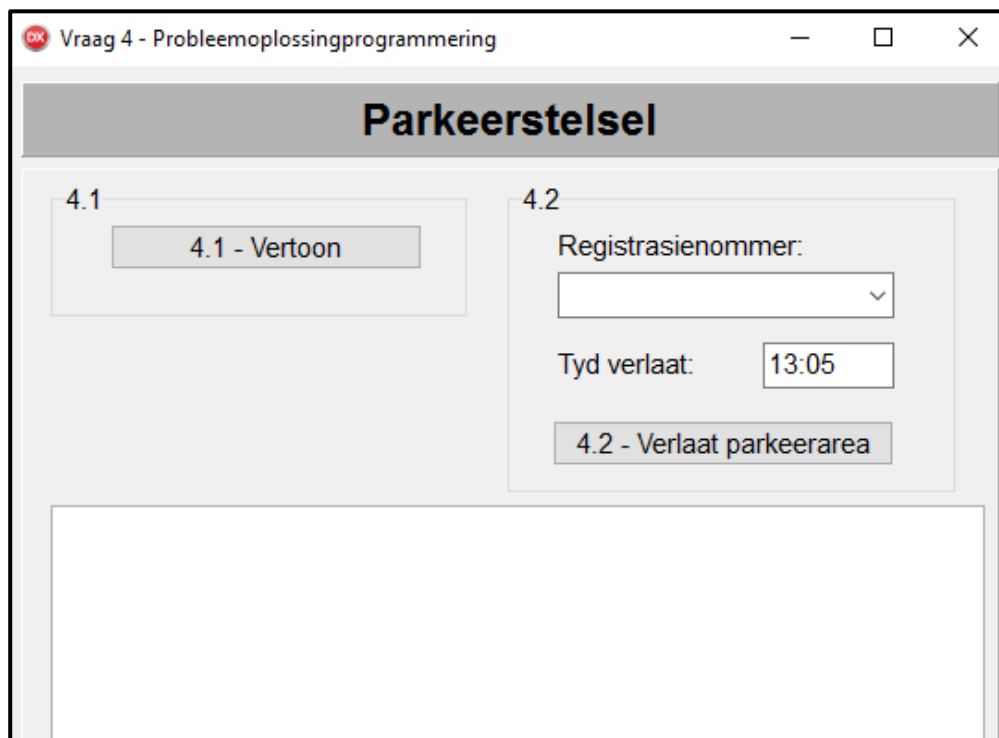 DX Vraag 4 - Probleemoplossingprogrammering
Parkeerstelsel
4.1
4.1 - Vertoon
4.2
Registrasienommer:
Tyd verlaat: 13:05
4.2 - Verlaat parkeerarea